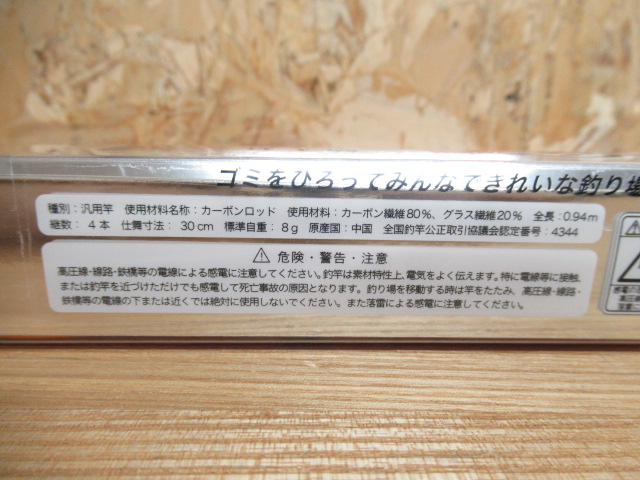 ゴミをひろってみんなできれいな釣り場
種別：汎用竿 使用材料名称：カーボンロッド 使用材料：カーボン繊維80%、グラス繊維20% 全長：0.94m
継数：4本 仕舞寸法：30cm 標準自重：8g 原産国：中国 全国釣竿公正取引協議会認定番号：4344
⚠ 危険・警告・注意
高圧線・線路・鉄橋等の電線による感電に注意してください。釣竿は素材特性上、電気をよく伝えます。特に電線等に接触、
または釣竿を近づけただけでも感電して死亡事故の原因となります。釣り場を移動する時は竿をたたみ、高圧線・線路・
鉄橋等の電線の下または近くでは絶対に使用しないでください。また落雷による感電に注意してください。